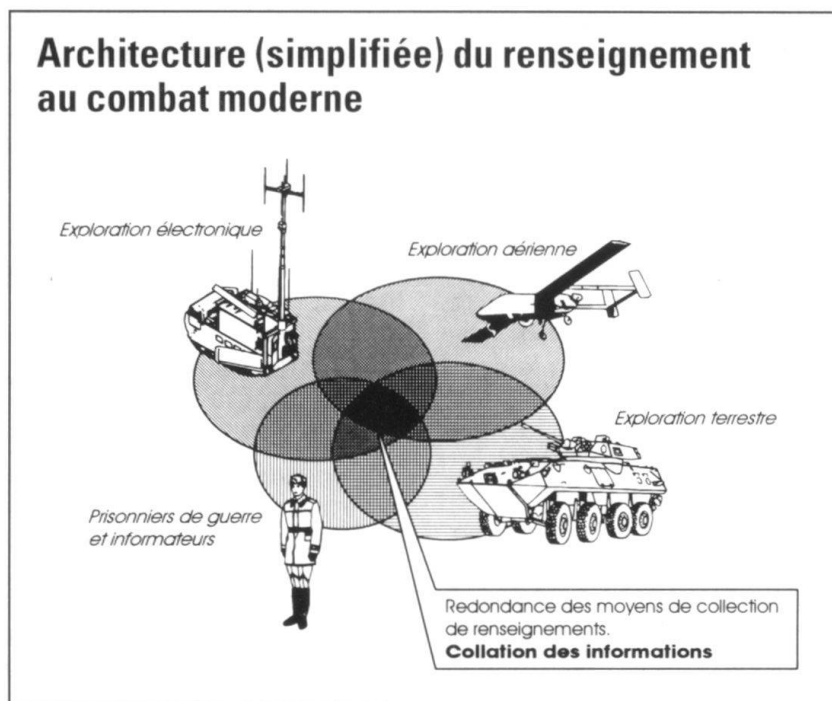 Architecture (simplifiée) du renseignement
au combat moderne
Exploration électronique
Exploration aérienne
Exploration terrestre
Prisonniers de guerre
et informateurs
Redondance des moyens de collection
de renseignements.
Collation des informations